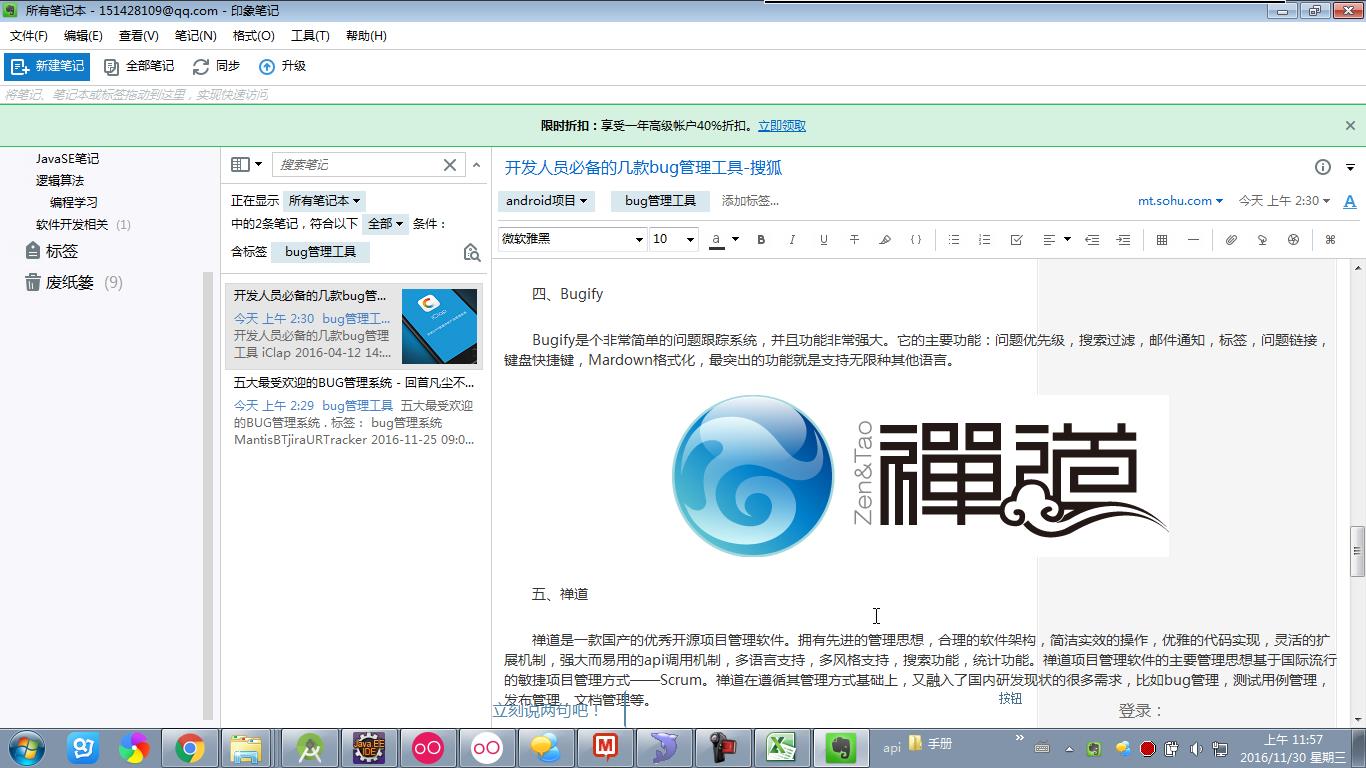 所有笔记本 - 151428109@qq.com - 印象笔记
文件(F) 编辑(E) 查看(V) 笔记(N) 格式(O) 工具(T) 帮助(H)
新建笔记 全部笔记 同步 升级
将笔记、笔记本或标签拖动到这里，实现快速访问
限时折扣：享受一年高级帐户40%折扣。立即领取
JavaSE笔记
逻辑算法
编程学习
软件开发相关 (1)
标签
废纸篓 (9)
搜索笔记
正在显示 所有笔记本
中的2条笔记，符合以下 全部 条件：
含标签 bug管理工具
开发人员必备的几款bug管...
今天 上午 2:30 bug管理工...
开发人员必备的几款bug管理
工具 iClap 2016-04-12 14:...
iClap
五大最受欢迎的BUG管理系统 - 回首凡尘不...
今天 上午 2:29 bug管理工具 五大最受欢迎
的BUG管理系统 . 标签： bug管理系统
MantisBTjiraURTracker 2016-11-25 09:0...
开发人员必备的几款bug管理工具-搜狐
android项目 bug管理工具 添加标签... mt.sohu.com 今天 上午 2:30 A
微软雅黑 10 a B I U T {}
四、Bugify
Bugify是个非常简单的问题跟踪系统，并且功能非常强大。它的主要功能：问题优先级，搜索过滤，邮件通知，标签，问题链接，
键盘快捷键，Mardown格式化，最突出的功能就是支持无限种其他语言。
Zen&Tao
禪道
五、禅道
禅道是一款国产的优秀开源项目管理软件。拥有先进的管理思想，合理的软件架构，简洁实效的操作，优雅的代码实现，灵活的扩
展机制，强大而易用的api调用机制，多语言支持，多风格支持，搜索功能，统计功能。禅道项目管理软件的主要管理思想基于国际流行
的敏捷项目管理方式——Scrum。禅道在遵循其管理方式基础上，又融入了国内研发现状的很多需求，比如bug管理，测试用例管理，
发布管理，文档管理等。
立刻说两句吧！ 按钮 登录：
Java EE
IDE
api 手册
上午 11:57
2016/11/30 星期三